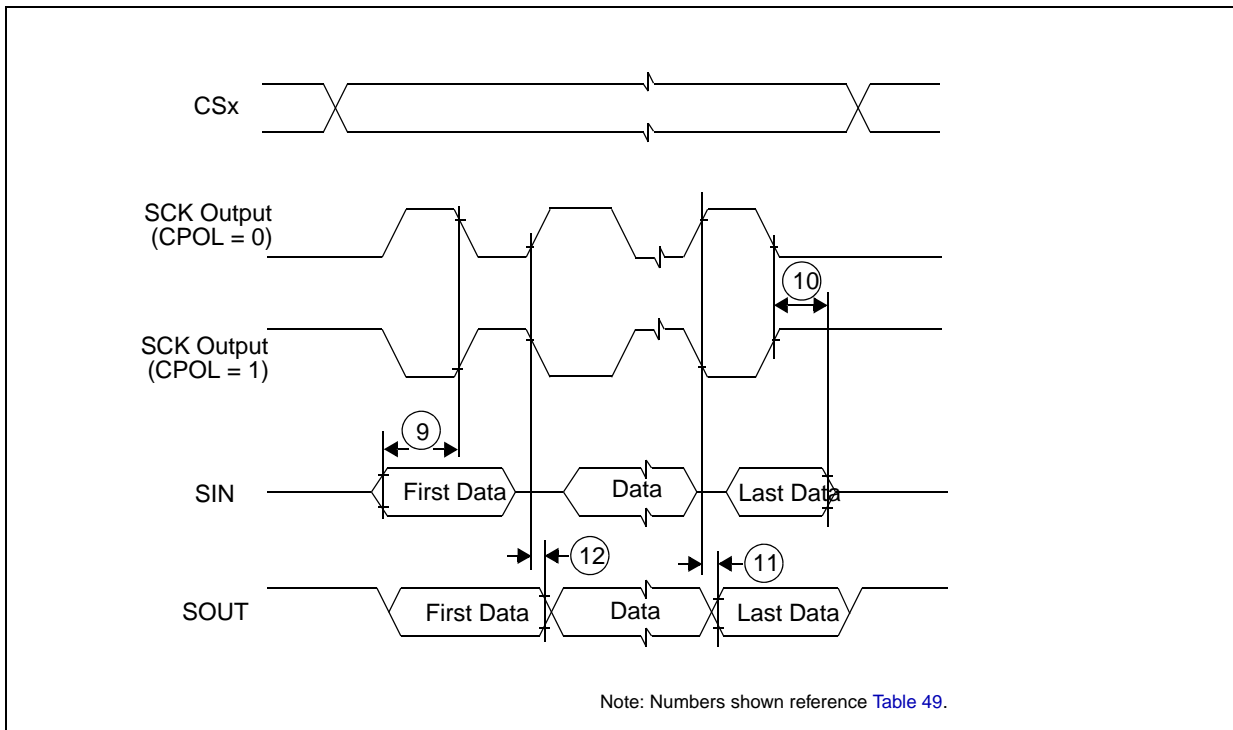 CSx
SCK Output
(CPOL = 0)
10
SCK Output
(CPOL = 1)
9
SIN
First Data
Data
Last Data
12
11
SOUT
First Data
Data
Last Data
Note: Numbers shown reference Table 49.